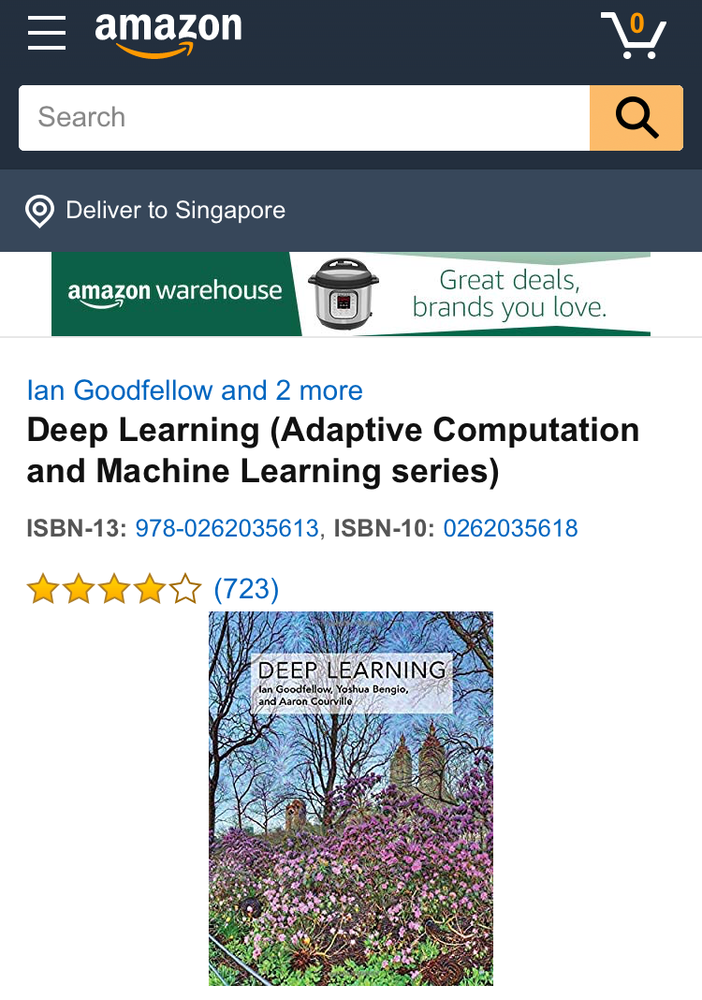 amazon
0
Search
Deliver to Singapore
amazon warehouse
Great deals,
brands you love.
Ian Goodfellow and 2 more
Deep Learning (Adaptive Computation
and Machine Learning series)
ISBN-13: 978-0262035613, ISBN-10: 0262035618
(723)
DEEP LEARNING
Ian Goodfellow, Yoshua Bengio,
and Aaron Courville